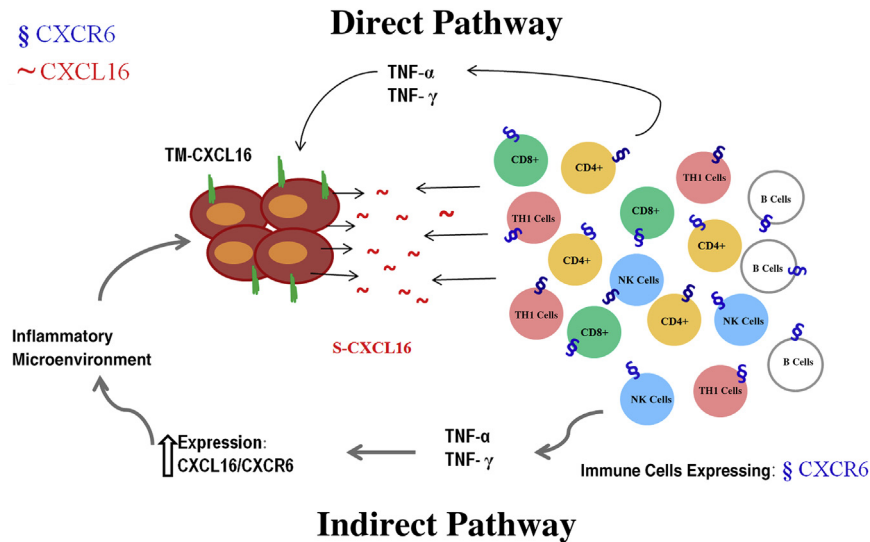 Direct Pathway
§ CXCR6
~ CXCL16
TNF-α
TNF- γ
TM-CXCL16
CD8+
CD4+
TH1 Cells
B Cells
TH1 Cells
CD8+
CD4+
CD4+
B Cells
NK Cells
TH1 Cells
CD8+
CD4+
NK Cells
S-CXCL16
B Cells
NK Cells
TH1 Cells
Inflammatory
Microenvironment
Expression:
CXCL16/CXCR6
TNF-α
TNF- γ
Immune Cells Expressing: § CXCR6
Indirect Pathway